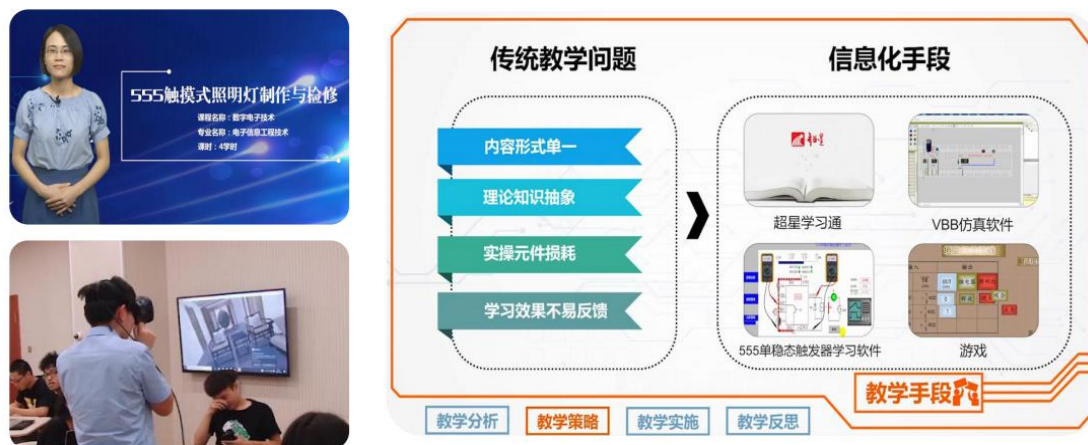 555触摸式照明灯制作与检修
课程名称：数字电子技术
专业名称：电子信息工程技术
课时：4学时
传统教学问题
信息化手段
内容形式单一
理论知识抽象
实操元件损耗
学习效果不易反馈
超星
超星学习通
VBB仿真软件
555单稳态触发器学习软件
游戏
教学手段
教学分析
教学策略
教学实施
教学反思